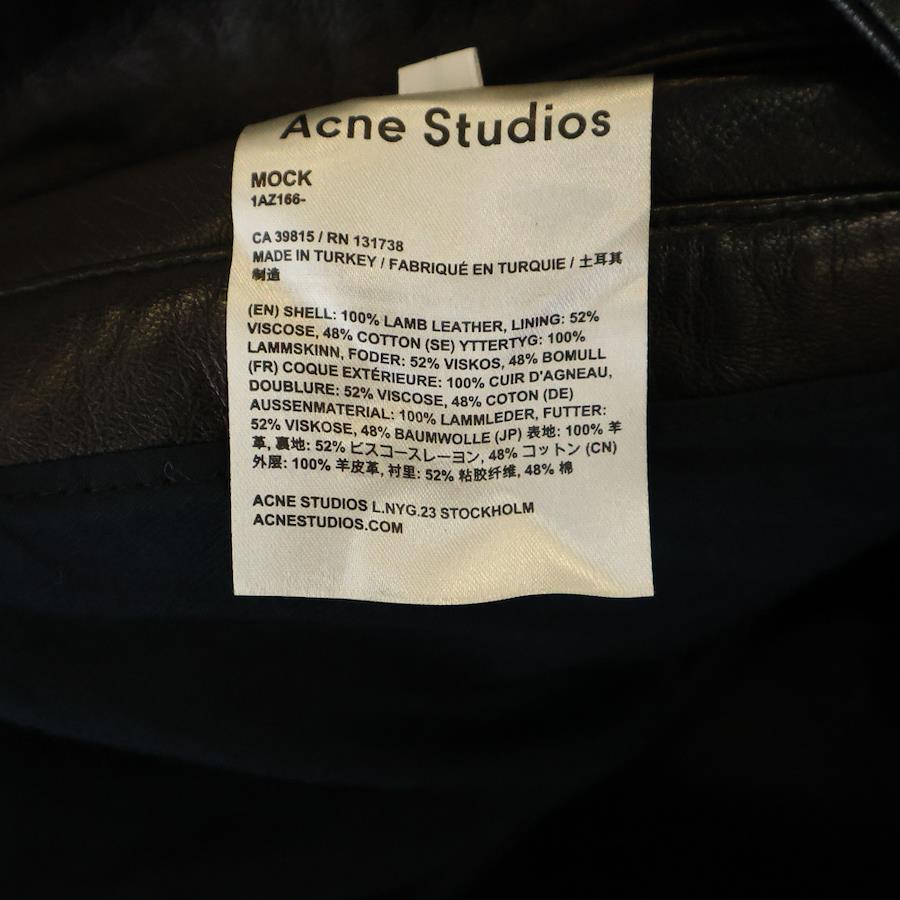 Acne Studios
MOCK
1AZ166-
CA 39815 / RN 131738
MADE IN TURKEY / FABRIQUÉ EN TURQUIE / 土耳其
制造
(EN) SHELL: 100% LAMB LEATHER, LINING: 52%
VISCOSE, 48% COTTON (SE) YTTERTYG: 100%
LAMMSKINN, FODER: 52% VISKOS, 48% BOMULL
(FR) COQUE EXTÉRIEURE: 100% CUIR D'AGNEAU,
DOUBLURE: 52% VISCOSE, 48% COTON (DE)
AUSSENMATERIAL: 100% LAMMLEDER, FUTTER:
52% VISKOSE, 48% BAUMWOLLE (JP) 表地: 100% 羊
革, 裏地: 52% ビスコースレーヨン, 48% コットン (CN)
外层: 100% 羊皮革, 衬里: 52% 粘胶纤维, 48% 棉
ACNE STUDIOS L.NYG.23 STOCKHOLM
ACNESTUDIOS.COM